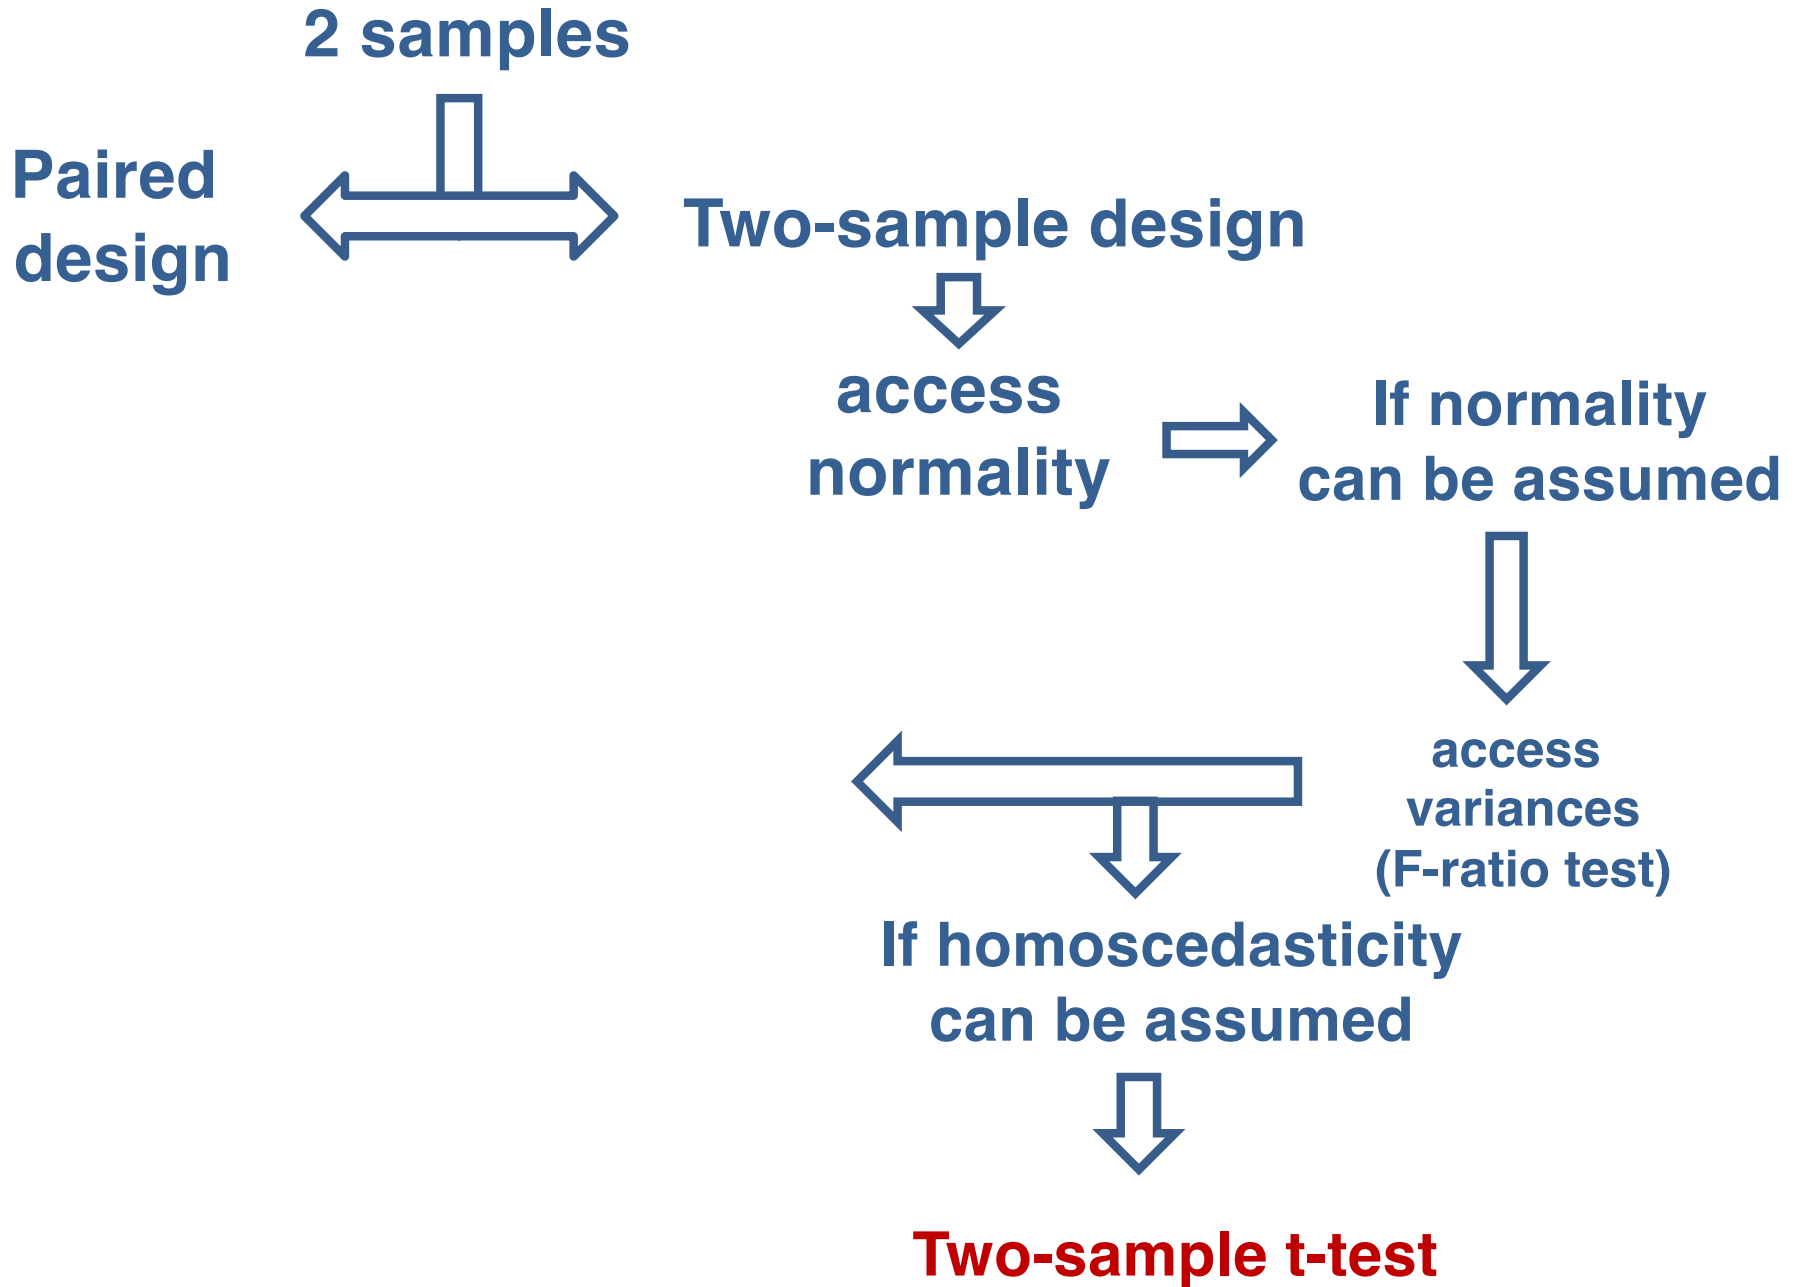 2 samples
Paired
design
Two-sample design
access
normality
If normality
can be assumed
access
variances
(F-ratio test)
If homoscedasticity
can be assumed
Two-sample t-test